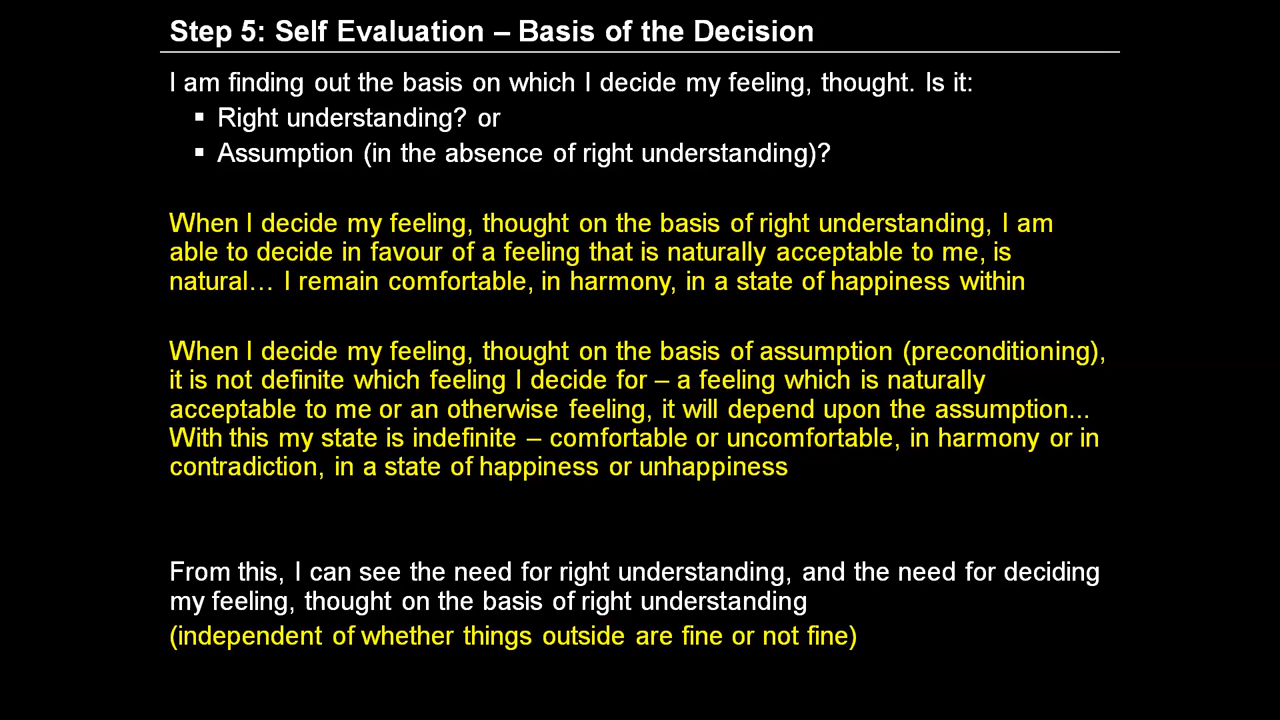 Step 5: Self Evaluation – Basis of the Decision
I am finding out the basis on which I decide my feeling, thought. Is it:
▪ Right understanding? or
▪ Assumption (in the absence of right understanding)?
When I decide my feeling, thought on the basis of right understanding, I am
able to decide in favour of a feeling that is naturally acceptable to me, is
natural… I remain comfortable, in harmony, in a state of happiness within
When I decide my feeling, thought on the basis of assumption (preconditioning),
it is not definite which feeling I decide for – a feeling which is naturally
acceptable to me or an otherwise feeling, it will depend upon the assumption...
With this my state is indefinite – comfortable or uncomfortable, in harmony or in
contradiction, in a state of happiness or unhappiness
From this, I can see the need for right understanding, and the need for deciding
my feeling, thought on the basis of right understanding
(independent of whether things outside are fine or not fine)